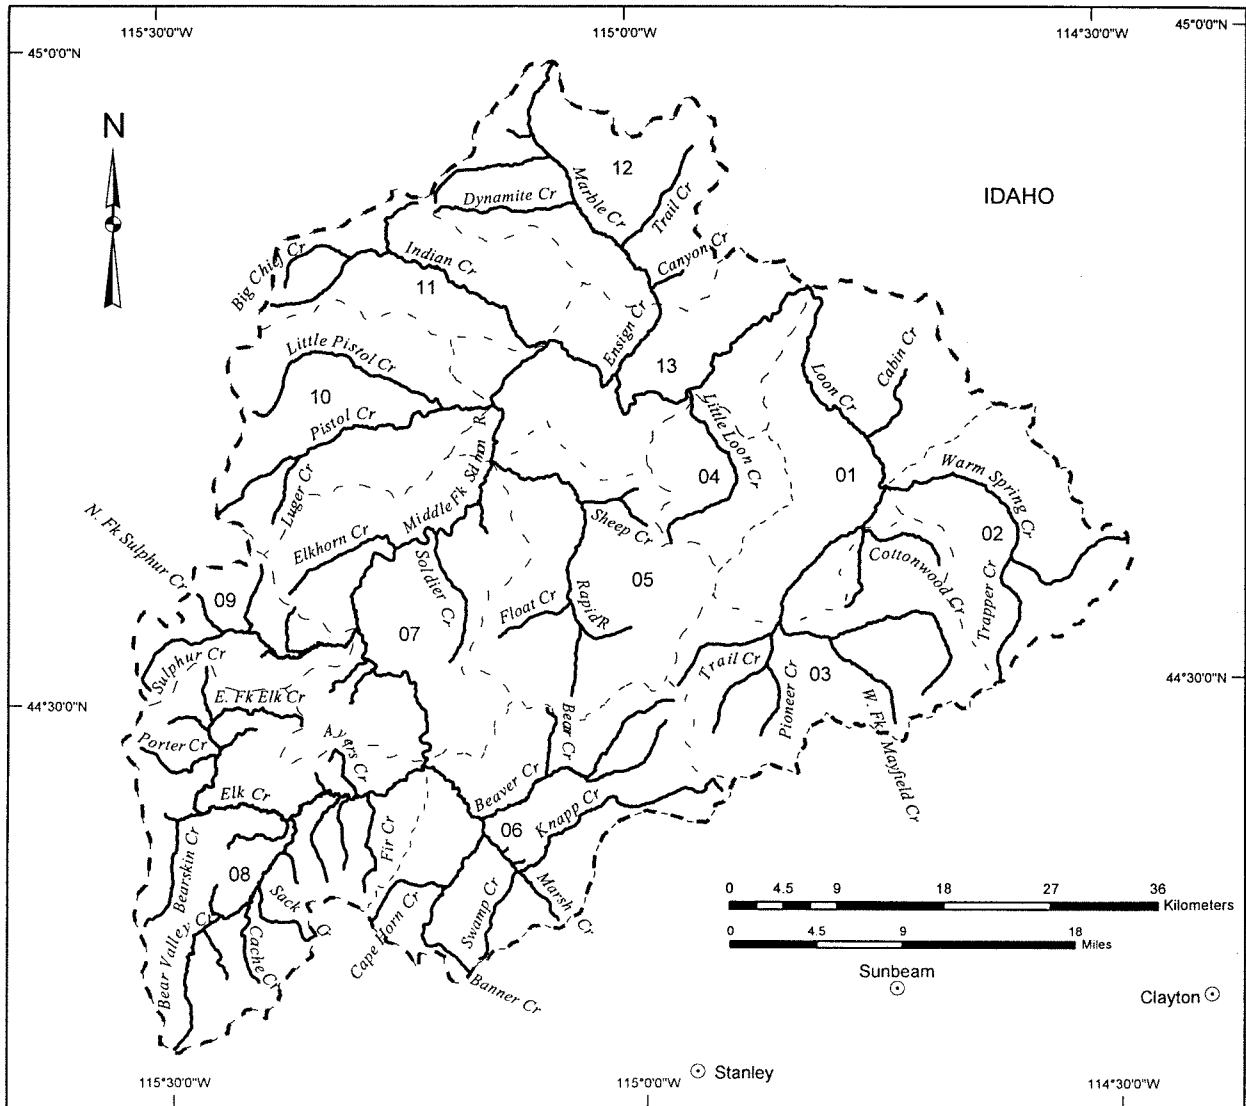 115°30'0"W
115°0'0"W
114°30'0"W
45°0'0"N
45°0'0"N
N
IDAHO
12
Marble Cr
Trail Cr
Dynamite Cr
Canyon Cr
Big Chief Cr
Indian Cr
11
Ensign Cr
13
Little Pistol Cr
10
Pistol Cr
Luger Cr
Loon Cr
Cabin Cr
Little Loon Cr
04
01
Warm Spring Cr
02
Middle Fk Sdmn R
Sheep Cr
N. Fk Sulphur Cr
Elkhorn Cr
Soldier Cr
Cottonwood Cr
Trapper Cr
09
05
Float Cr
Rapid R
07
Sulphur Cr
Trail Cr
Pioneer Cr
03
W. Fk Mayfield Cr
44°30'0"N
44°30'0"N
E. Fk Elk Cr
Porter Cr
Ayars Cr
Bear Cr
Elk Cr
Beaver Cr
06
Knapp Cr
Fir Cr
Bearskin Cr
08
Sack Cr
Marsh Cr
Swamp Cr
Cape Horn Cr
Bear Valley Cr
Cache Cr
Banner Cr
0 4.5 9 18 27 36
Kilometers
0 4.5 9 18
Miles
Sunbeam
Clayton
Stanley
115°30'0"W
115°0'0"W
114°30'0"W